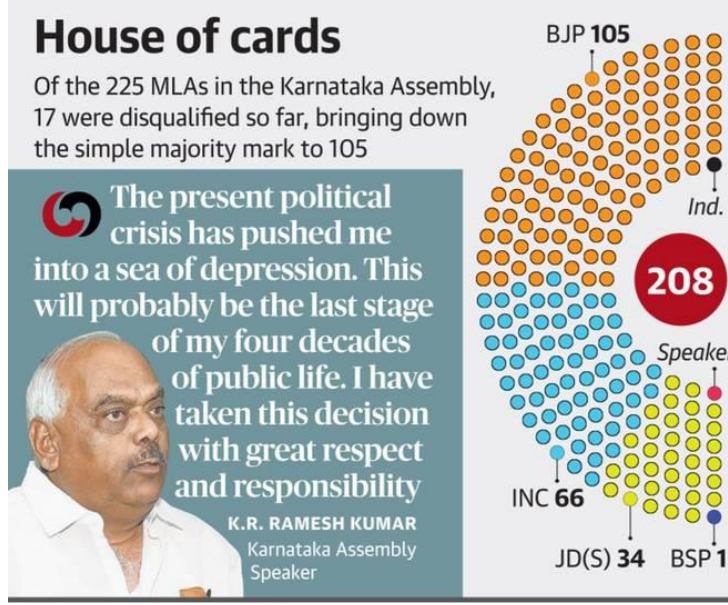 House of cards
Of the 225 MLAs in the Karnataka Assembly,
17 were disqualified so far, bringing down
the simple majority mark to 105
The present political
crisis has pushed me
into a sea of depression. This
will probably be the last stage
of my four decades
of public life. I have
taken this decision
with great respect
and responsibility
K.R. RAMESH KUMAR
Karnataka Assembly
Speaker
BJP 105
Ind.
208
Speake
INC 66
JD(S) 34
BSP 1